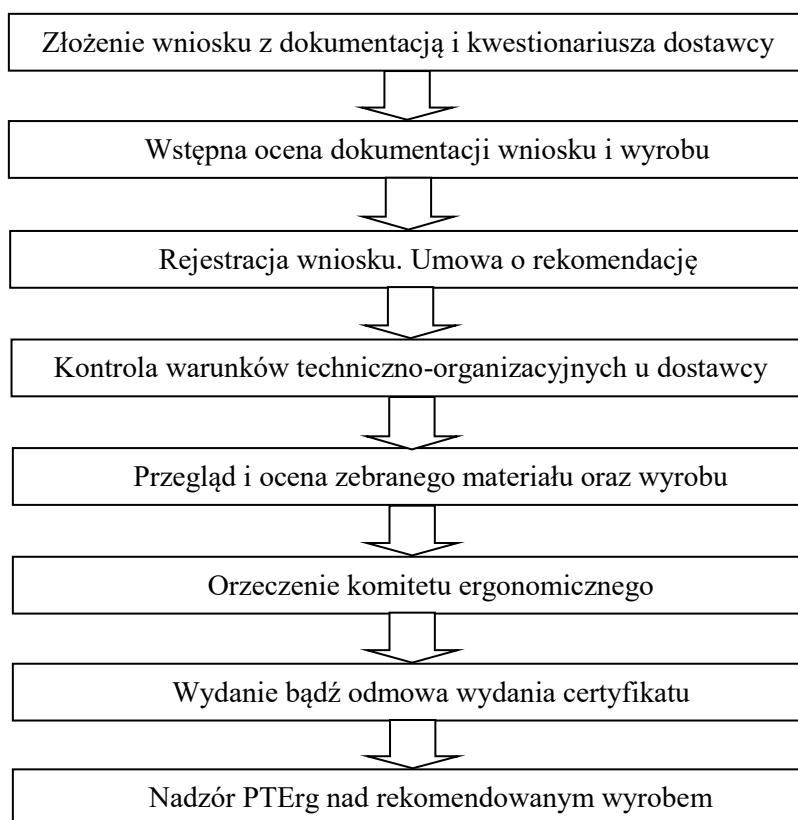 Złożenie wniosku z dokumentacją i kwestionariusza dostawcy
Wstępna ocena dokumentacji wniosku i wyrobu
Rejestracja wniosku. Umowa o rekomendację
Kontrola warunków techniczno-organizacyjnych u dostawcy
Przegląd i ocena zebranego materiału oraz wyrobu
Orzeczenie komitetu ergonomicznego
Wydanie bądź odmowa wydania certyfikatu
Nadzór PTErg nad rekomendowanym wyrobem